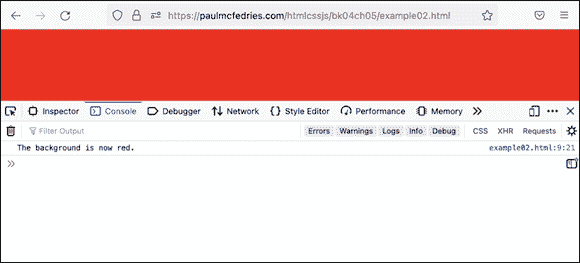 https://paulmcfedries.com/htmlcssjs/bk04ch05/example02.html
Inspector Console Debugger Network {} Style Editor Performance Memory
Filter Output Errors Warnings Logs Info Debug CSS XHR Requests
The background is now red. example02.html:9:21